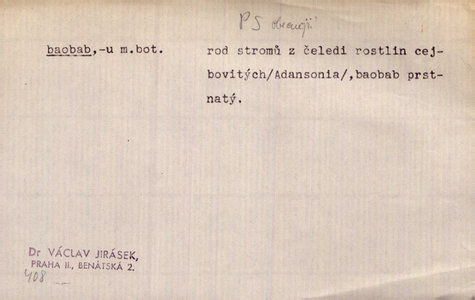 PS
baobab,-u m.bot. rod stromů z čeledi rostlin cej-
bovitých/Adansonia/,baobab prst-
natý.
Dr VÁCLAV JIRÁSEK,
PRAHA II., BENÁTSKÁ 2.
408